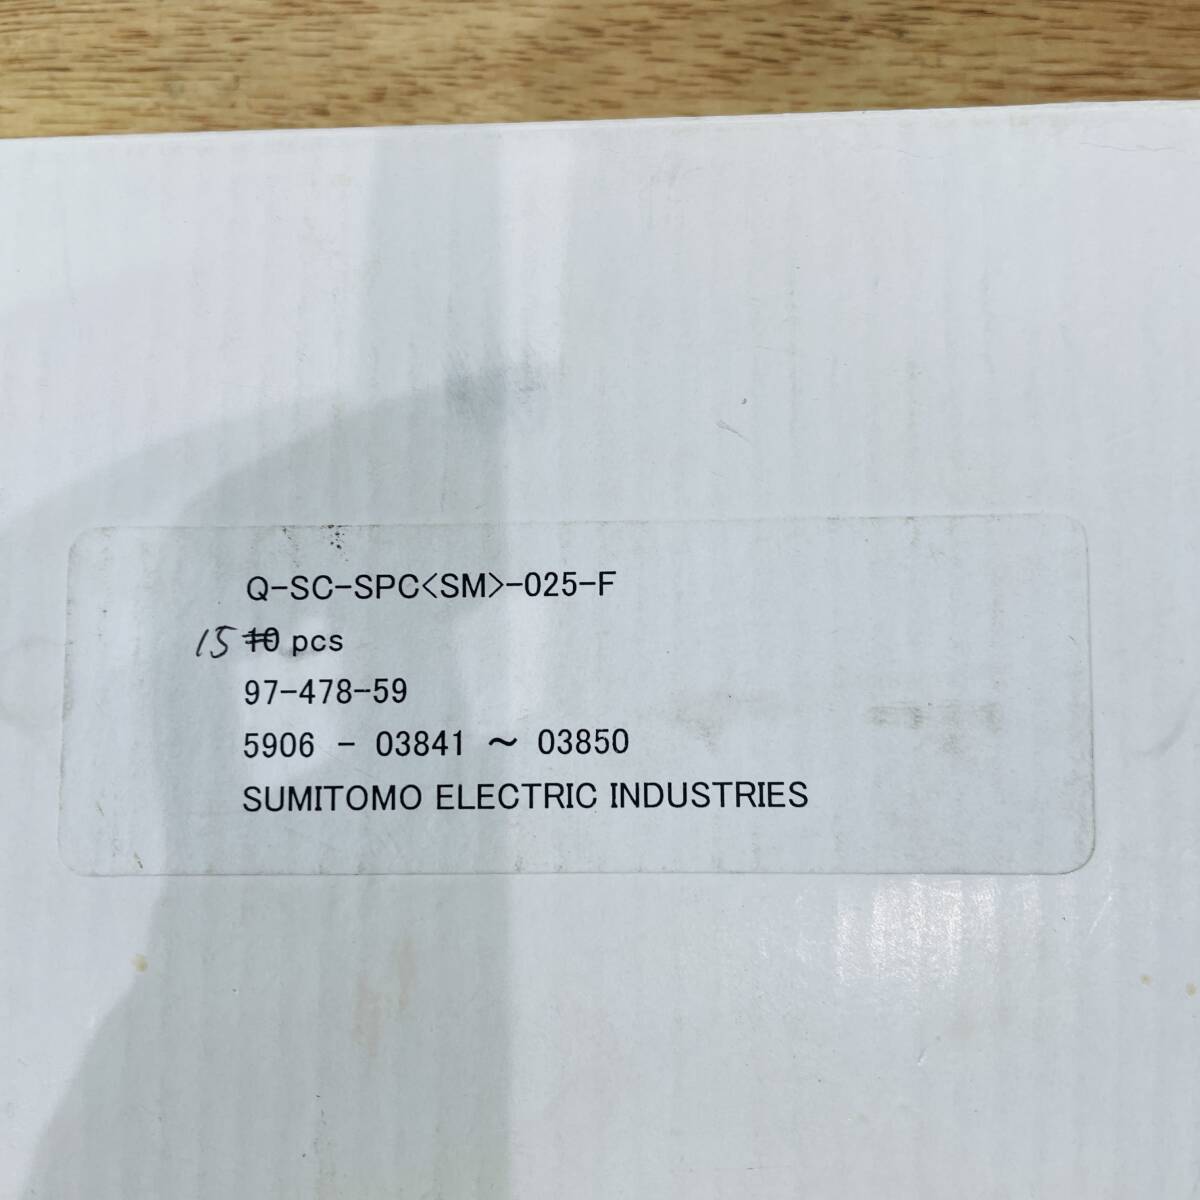 Q-SC-SPC<SM>-025-F
15 10 pcs
97-478-59
5906 - 03841 ～ 03850
SUMITOMO ELECTRIC INDUSTRIES